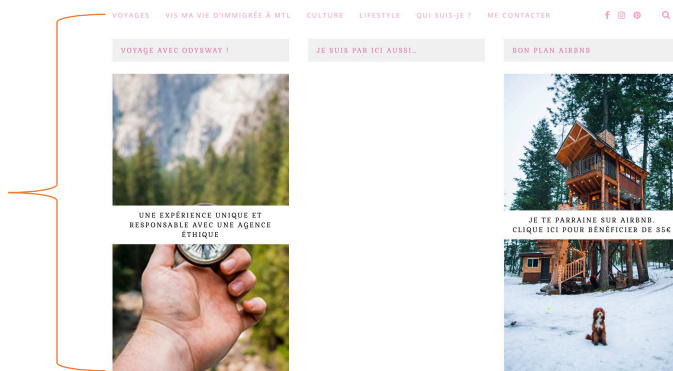 VOYAGES VIS MA VIE D'IMMIGRÉE À MTL CULTURE LIFESTYLE QUI SUIS-JE ? ME CONTACTER
VOYAGE AVEC ODYSWAY !
UNE EXPÉRIENCE UNIQUE ET
RESPONSABLE AVEC UNE AGENCE
ÉTHIQUE
JE SUIS PAR ICI AUSSI...
BON PLAN AIRBNB
JE TE PARRAINE SUR AIRBNB.
CLIQUE ICI POUR BÉNÉFICIER DE 35€